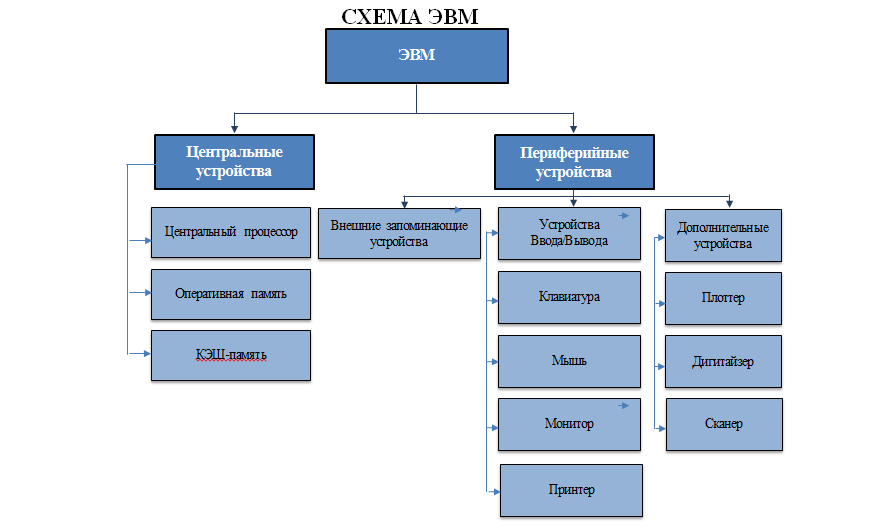 СХЕМА ЭВМ
ЭВМ
Центральные
устройства
Периферийные
устройства
Центральный процессор
Оперативная память
КЭШ-память
Внешние запоминающие
устройства
Устройства
Ввода/Вывода
Клавиатура
Мышь
Монитор
Принтер
Дополнительные
устройства
Плоттер
Дигитайзер
Сканер